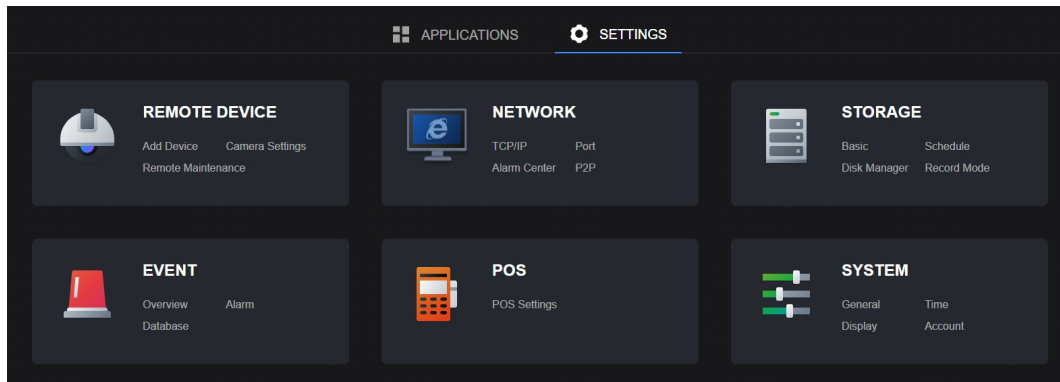 APPLICATIONS SETTINGS
REMOTE DEVICE
Add Device Camera Settings
Remote Maintenance
NETWORK
TCP/IP Port
Alarm Center P2P
STORAGE
Basic Schedule
Disk Manager Record Mode
EVENT
Overview Alarm
Database
POS
POS Settings
SYSTEM
General Time
Display Account